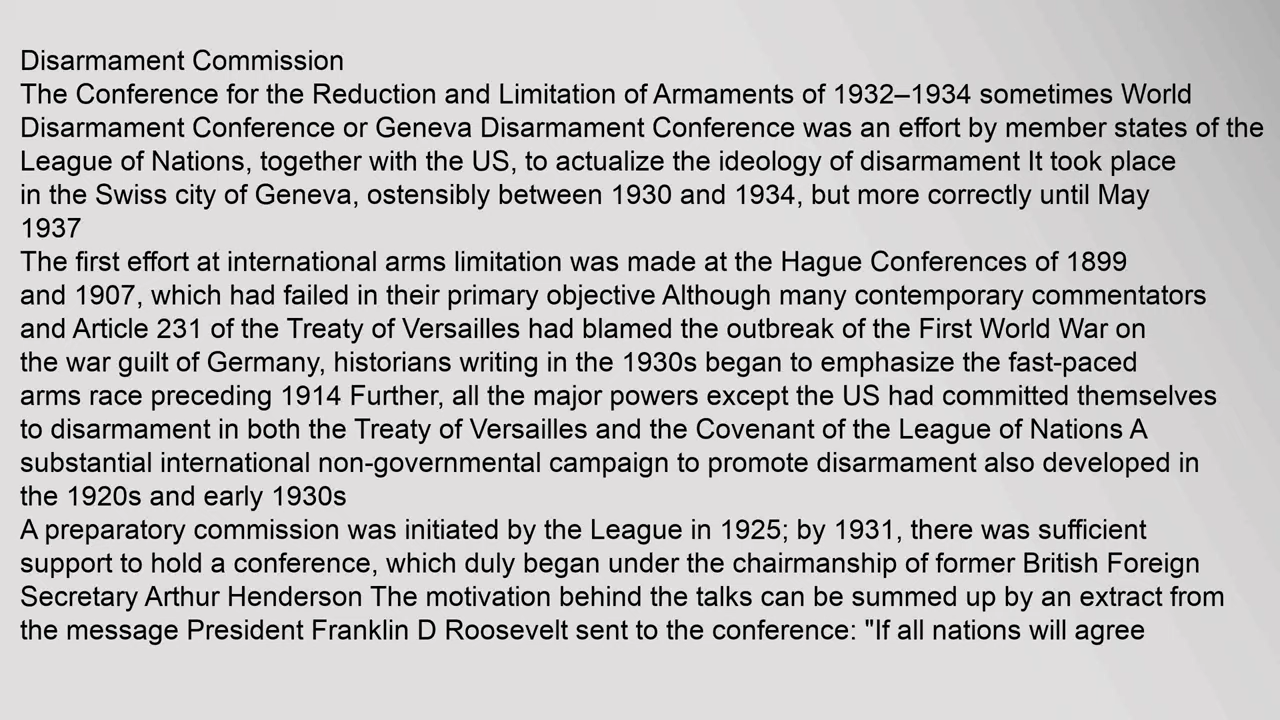 Disarmament Commission
The Conference for the Reduction and Limitation of Armaments of 1932–1934 sometimes World
Disarmament Conference or Geneva Disarmament Conference was an effort by member states of the
League of Nations, together with the US, to actualize the ideology of disarmament It took place
in the Swiss city of Geneva, ostensibly between 1930 and 1934, but more correctly until May
1937
The first effort at international arms limitation was made at the Hague Conferences of 1899
and 1907, which had failed in their primary objective Although many contemporary commentators
and Article 231 of the Treaty of Versailles had blamed the outbreak of the First World War on
the war guilt of Germany, historians writing in the 1930s began to emphasize the fast-paced
arms race preceding 1914 Further, all the major powers except the US had committed themselves
to disarmament in both the Treaty of Versailles and the Covenant of the League of Nations A
substantial international non-governmental campaign to promote disarmament also developed in
the 1920s and early 1930s
A preparatory commission was initiated by the League in 1925; by 1931, there was sufficient
support to hold a conference, which duly began under the chairmanship of former British Foreign
Secretary Arthur Henderson The motivation behind the talks can be summed up by an extract from
the message President Franklin D Roosevelt sent to the conference: "If all nations will agree